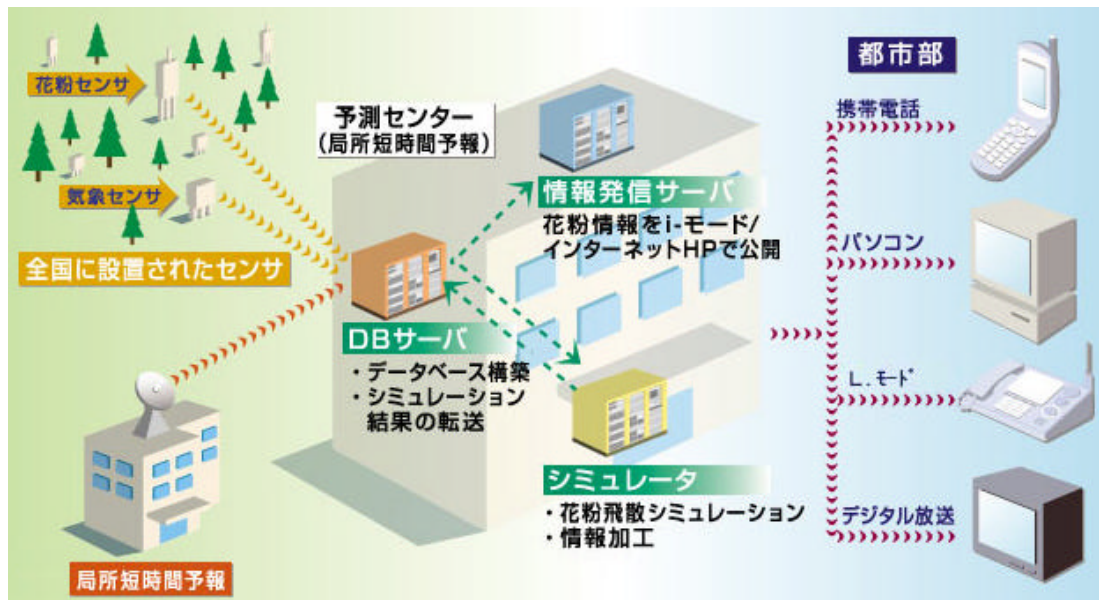 花粉センサ
気象センサ
全国に設置されたセンサ
局所短時間予報
予測センター
(局所短時間予報)
情報発信サーバ
花粉情報をi-モード/
インターネットHPで公開
DBサーバ
・データベース構築
・シミュレーション
結果の転送
シミュレータ
・花粉飛散シミュレーション
・情報加工
都市部
携帯電話
パソコン
L.ﾓｰﾄﾞ
デジタル放送